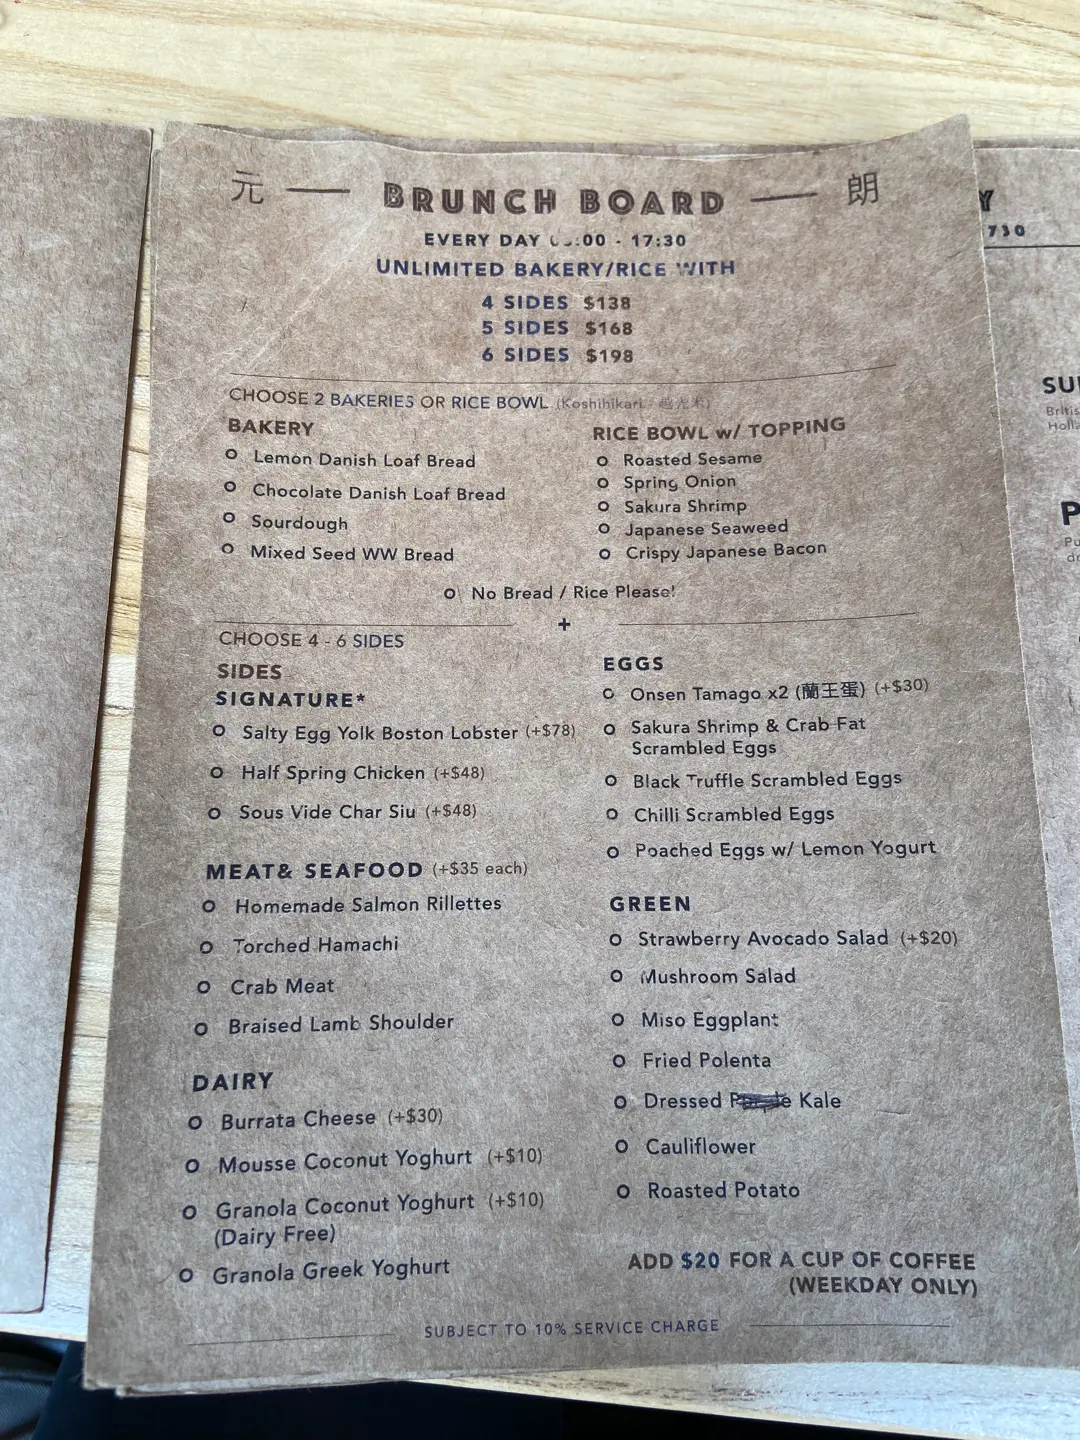 元 — BRUNCH BOARD — 朗
EVERY DAY :00 - 17:30
UNLIMITED BAKERY/RICE WITH
4 SIDES $138
5 SIDES $168
6 SIDES $198
CHOOSE 2 BAKERIES OR RICE BOWL (Koshihikari 越光米)
BAKERY
Lemon Danish Loaf Bread
Chocolate Danish Loaf Bread
Sourdough
Mixed Seed WW Bread
RICE BOWL w/ TOPPING
Roasted Sesame
Spring Onion
Sakura Shrimp
Japanese Seaweed
Crispy Japanese Bacon
No Bread / Rice Please!
+
CHOOSE 4 - 6 SIDES
SIDES
SIGNATURE*
Salty Egg Yolk Boston Lobster (+$78)
Half Spring Chicken (+$48)
Sous Vide Char Siu (+$48)
MEAT& SEAFOOD (+$35 each)
Homemade Salmon Rillettes
Torched Hamachi
Crab Meat
Braised Lamb Shoulder
DAIRY
Burrata Cheese (+$30)
Mousse Coconut Yoghurt (+$10)
Granola Coconut Yoghurt (+$10)
(Dairy Free)
Granola Greek Yoghurt
EGGS
Onsen Tamago x2 (蘭王蛋) (+$30)
Sakura Shrimp & Crab Fat
Scrambled Eggs
Black Truffle Scrambled Eggs
Chilli Scrambled Eggs
Poached Eggs w/ Lemon Yogurt
GREEN
Strawberry Avocado Salad (+$20)
Mushroom Salad
Miso Eggplant
Fried Polenta
Dressed Kale
Cauliflower
Roasted Potato
ADD $20 FOR A CUP OF COFFEE
(WEEKDAY ONLY)
SUBJECT TO 10% SERVICE CHARGE